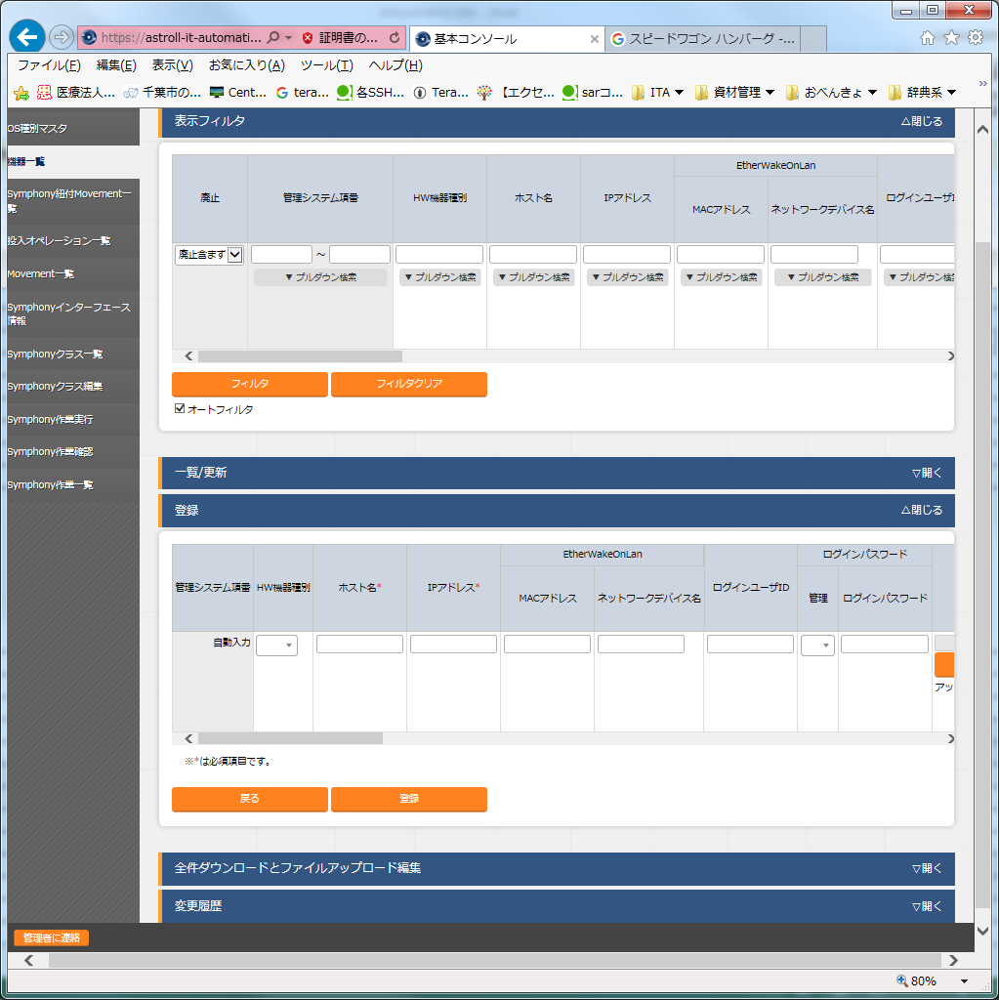 https://astroll-it-automati...
証明書の...
基本コンソール
スピードワゴン ハンバーグ -...
ファイル(F) 編集(E) 表示(V) お気に入り(A) ツール(T) ヘルプ(H)
医療法人... 千葉市の... Cent... tera... 各SSH... Tera... 【エクセ... sarコ... ITA 資材管理 おべんきょ 辞典系
OS種別マスタ
機器一覧
Symphony紐付Movement一
覧
投入オペレーション一覧
Movement一覧
Symphonyインターフェース
情報
Symphonyクラス一覧
Symphonyクラス編集
Symphony作業実行
Symphony作業確認
Symphony作業一覧
表示フィルタ △閉じる
EtherWakeOnLan
廃止 管理システム項番 HW機器種別 ホスト名 IPアドレス MACアドレス ネットワークデバイス名 ログインユーザI
廃止含まず ～
▼プルダウン検索 ▼プルダウン検索 ▼プルダウン検索 ▼プルダウン検索 ▼プルダウン検索 ▼プルダウン検索 ▼プルダウン検
フィルタ フィルタクリア
オートフィルタ
一覧/更新 ▽開く
登録 △閉じる
EtherWakeOnLan ログインパスワード
管理システム項番 HW機器種別 ホスト名* IPアドレス* MACアドレス ネットワークデバイス名 ログインユーザID 管理 ログインパスワード
自動入力
アッ
※*は必須項目です。
戻る 登録
全件ダウンロードとファイルアップロード編集 ▽開く
変更履歴 ▽開く
管理者に連絡
80%